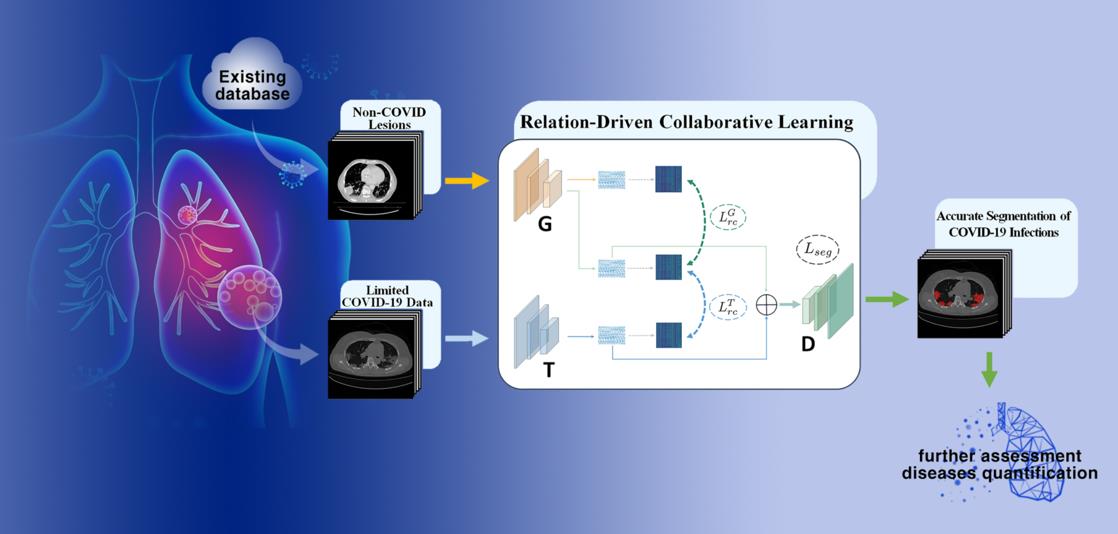 Existing
database
Non-COVID
Lesions
Limited
COVID-19 Data
Relation-Driven Collaborative Learning
G
T
L_{rc}^{G}
L_{rc}^{T}
L_{seg}
D
Accurate Segmentation of
COVID-19 Infections
further assessment
diseases quantification